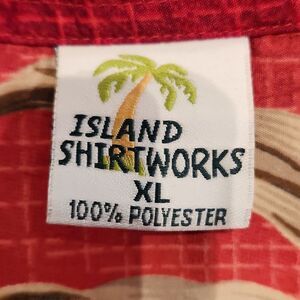 ISLAND
SHIRTWORKS
XL
100% POLYESTER